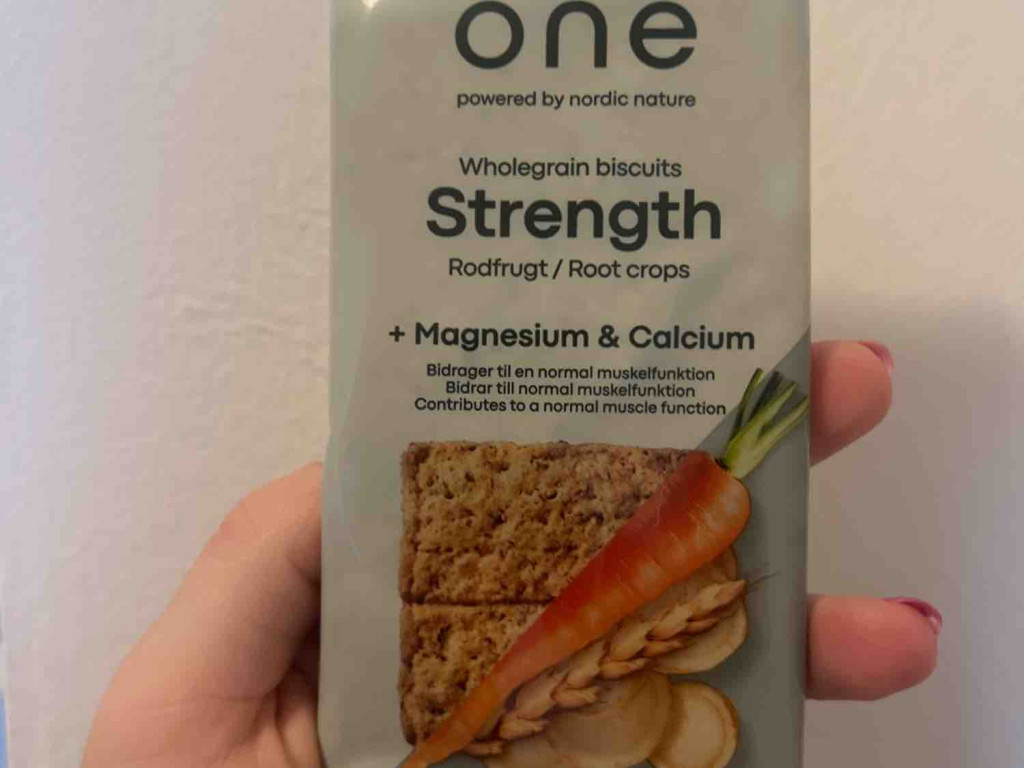 one
powered by nordic nature
Wholegrain biscuits
Strength
Rodfrugt / Root crops
+ Magnesium & Calcium
Bidrager til en normal muskelfunktion
Bidrar till normal muskelfunktion
Contributes to a normal muscle function